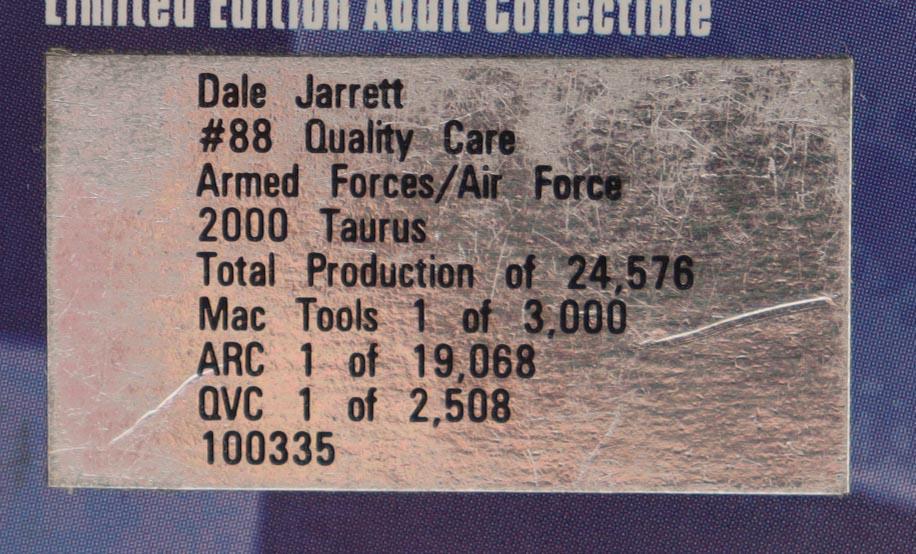 Limited Edition Adult Collectible
Dale Jarrett
#88 Quality Care
Armed Forces/Air Force
2000 Taurus
Total Production of 24,576
Mac Tools 1 of 3,000
ARC 1 of 19,068
QVC 1 of 2,508
100335